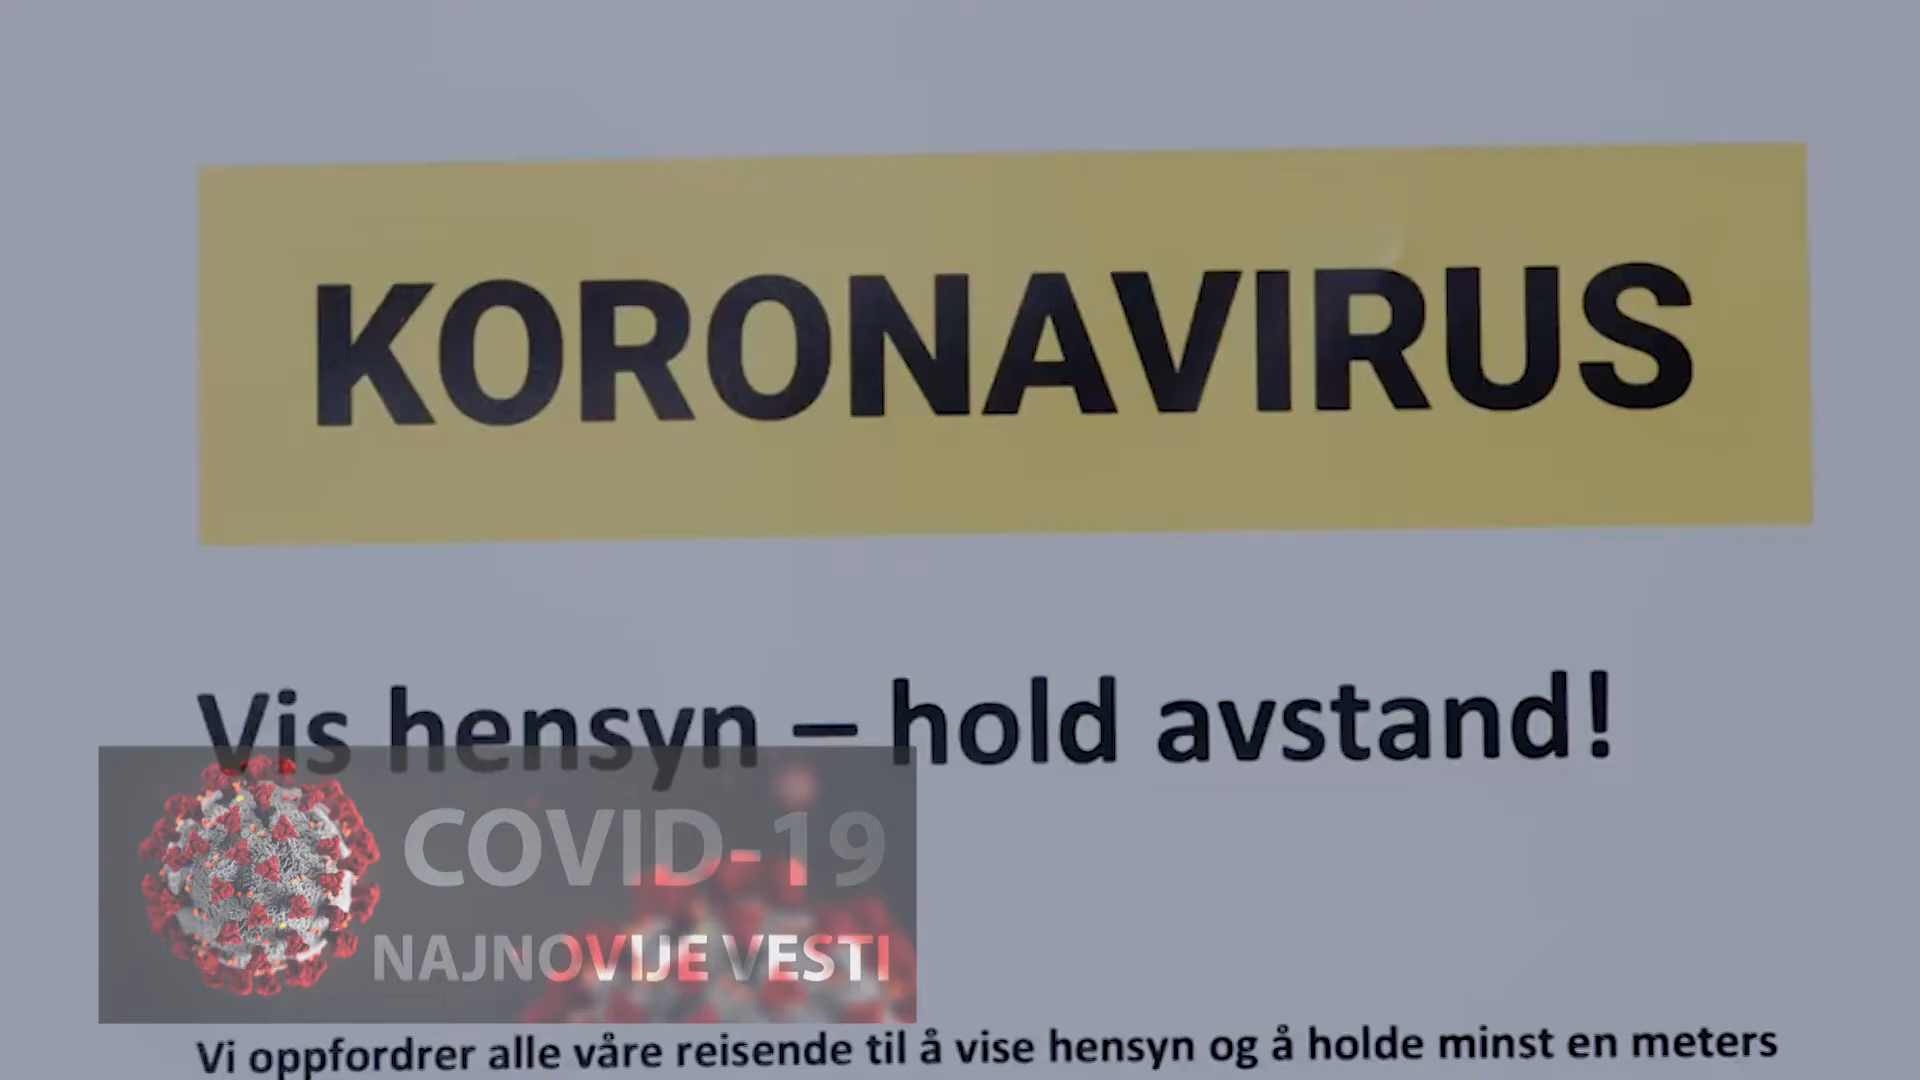 KORONAVIRUS
Vis hensyn – hold avstand!
COVID-19
NAJNOVIJE VESTI
Vi oppfordrer alle våre reisende til å vise hensyn og å holde minst en meters